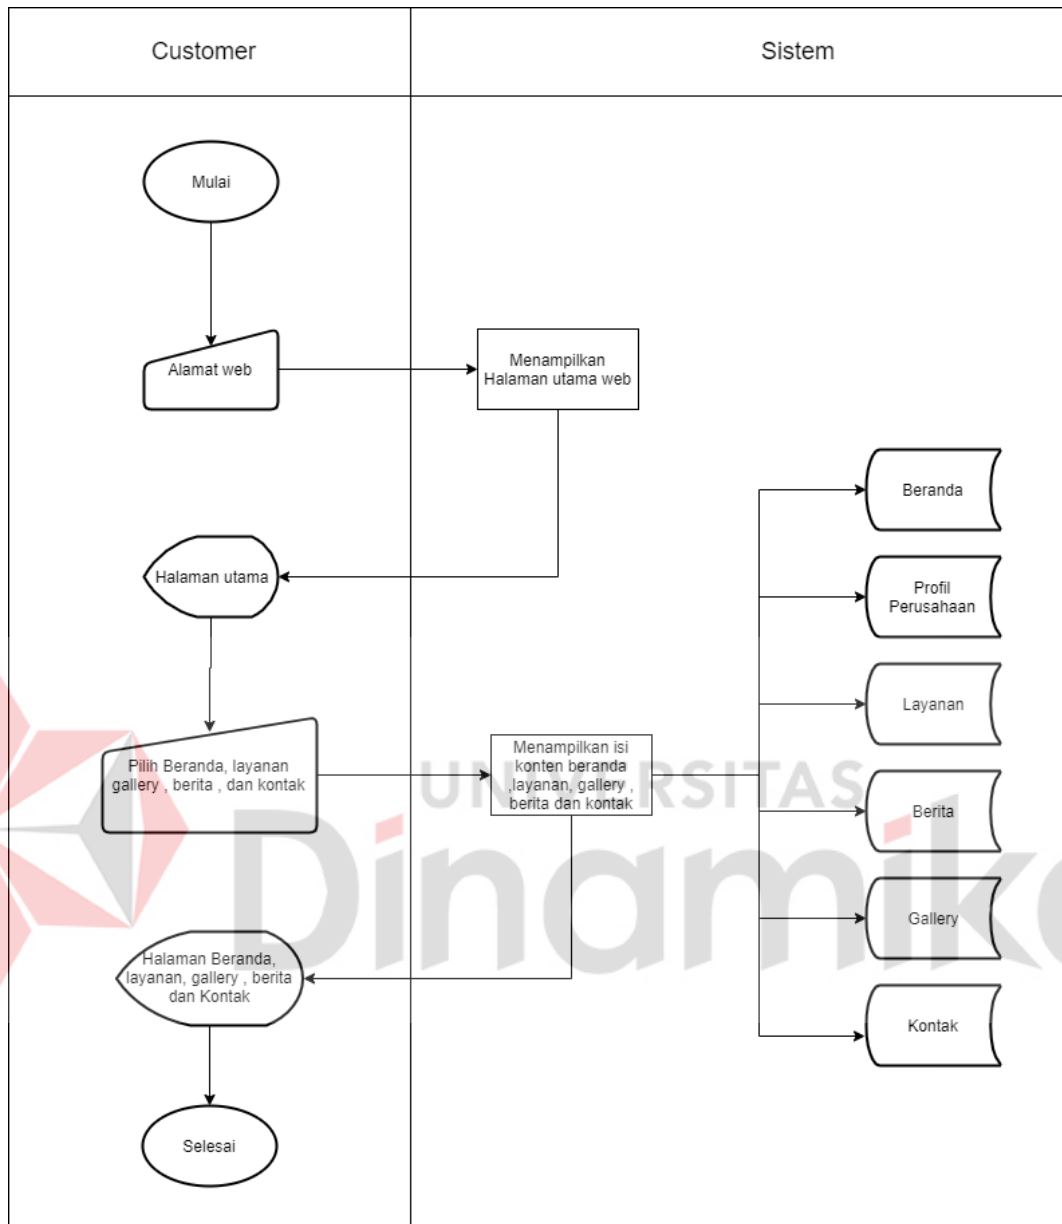 Customer
Sistem
Mulai
Alamat web
Menampilkan
Halaman utama web
Beranda
Halaman utama
Profil
Perusahaan
Layanan
Pilih Beranda, layanan
gallery , berita , dan kontak
Menampilkan isi
konten beranda
,layanan, gallery ,
berita dan kontak
UNIVERSITAS
Dinamika
Berita
Gallery
Halaman Beranda,
layanan, gallery , berita
dan Kontak
Kontak
Selesai